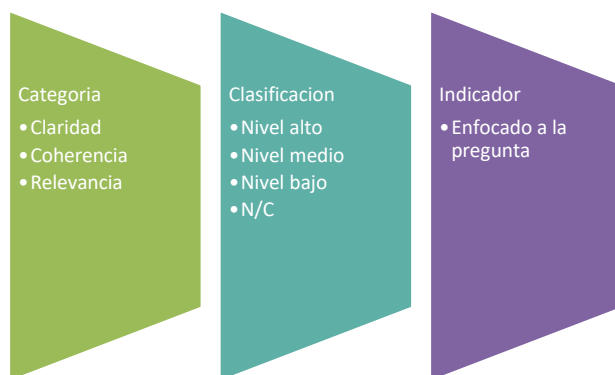 Categoria
• Claridad
• Coherencia
• Relevancia
Clasificacion
• Nivel alto
• Nivel medio
• Nivel bajo
• N/C
Indicador
• Enfocado a la
pregunta